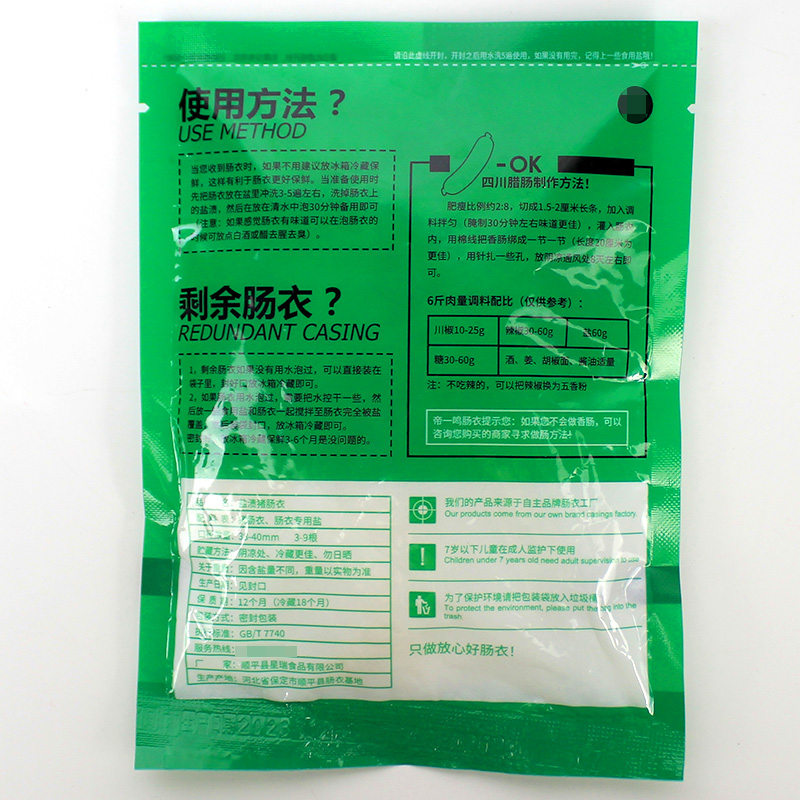 请沿此虚线开封，开封之后用水洗5遍使用，如果没有用完，记得上一些食用盐哦！
使用方法？
USE METHOD
当您收到肠衣时，如果不用建议放冰箱冷藏保
鲜，这样有利于肠衣更好保鲜。当准备使用时
先把肠衣放在盆里冲洗3-5遍左右，洗掉肠衣上
的盐渍，然后在放在清水中泡30分钟备用即可
（注意：如果感觉肠衣有味道可以在泡肠衣的
时候可放点白酒或醋去腥去臭）。
剩余肠衣？
REDUNDANT CASING
1，剩余肠衣如果没有用水泡过，可以直接装在
袋子里，封好口放冰箱冷藏即可。
2，如果肠衣用水泡过，需要把水控干一些，然
后放一些食用盐和肠衣一起搅拌至肠衣完全被盐
覆盖，装袋封口，放冰箱冷藏即可。
密封 放冰箱冷藏保鲜3-6个月是没问题的。
-OK
四川腊肠制作方法！
肥瘦比例约2:8，切成1.5-2厘米长条，加入调
料拌匀（腌制30分钟左右味道更佳），灌入肠衣
内，用棉线把香肠绑成一节一节（长度20厘米为
更佳），用针扎一些孔，放阴凉通风处8天左右即
可。
6斤肉量调料配比（仅供参考）：
川椒10-25g 辣椒30-60g 盐60g
糖30-60g 酒、姜、胡椒面、酱油适量
注：不吃辣的，可以把辣椒换为五香粉
帝一鸣肠衣提示您：如果您不会做香肠，可以
咨询您购买的商家寻求做肠方法！
盐渍猪肠衣
猪肠衣、肠衣专用盐
38-40mm 3-9根
贮藏方法：阴凉处、冷藏更佳、勿日晒
关于重量：因含盐量不同，重量以实物为准
生产日期：见封口
保 质 期：12个月（冷藏18个月）
包装方式：密封包装
执行标准：GB/T 7740
服务热线：
厂 家：顺平县星瑞食品有限公司
生产产地：河北省保定市顺平县肠衣基地
我们的产品来源于自主品牌肠衣工厂
Our products come from our own brand casings factory.
7岁以下儿童在成人监护下使用
Children under 7 years old need adult supervision to use
为了保护环境请把包装袋放入垃圾桶
To protect the environment, please put the bag into the
trash
只做放心好肠衣！